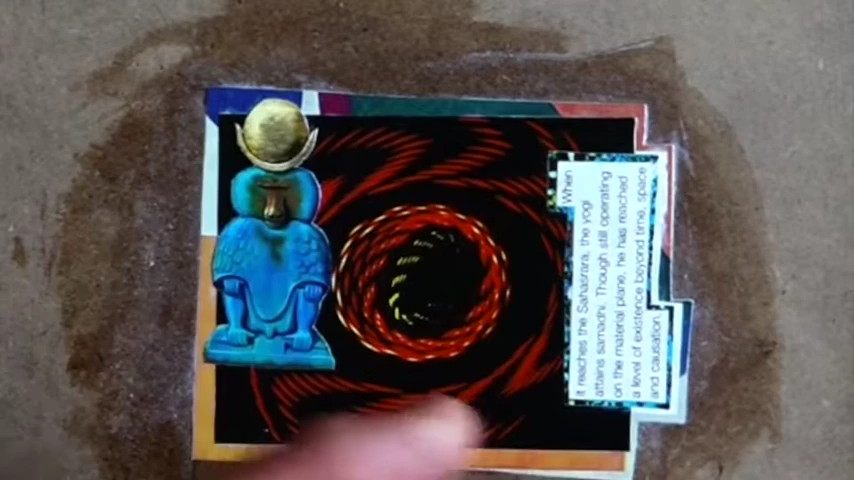 When
it reaches the Sahasrara, the yogi
attains samadhi. Though still operating
on the material plane, he has reached
a level of existence beyond time, space
and causation.